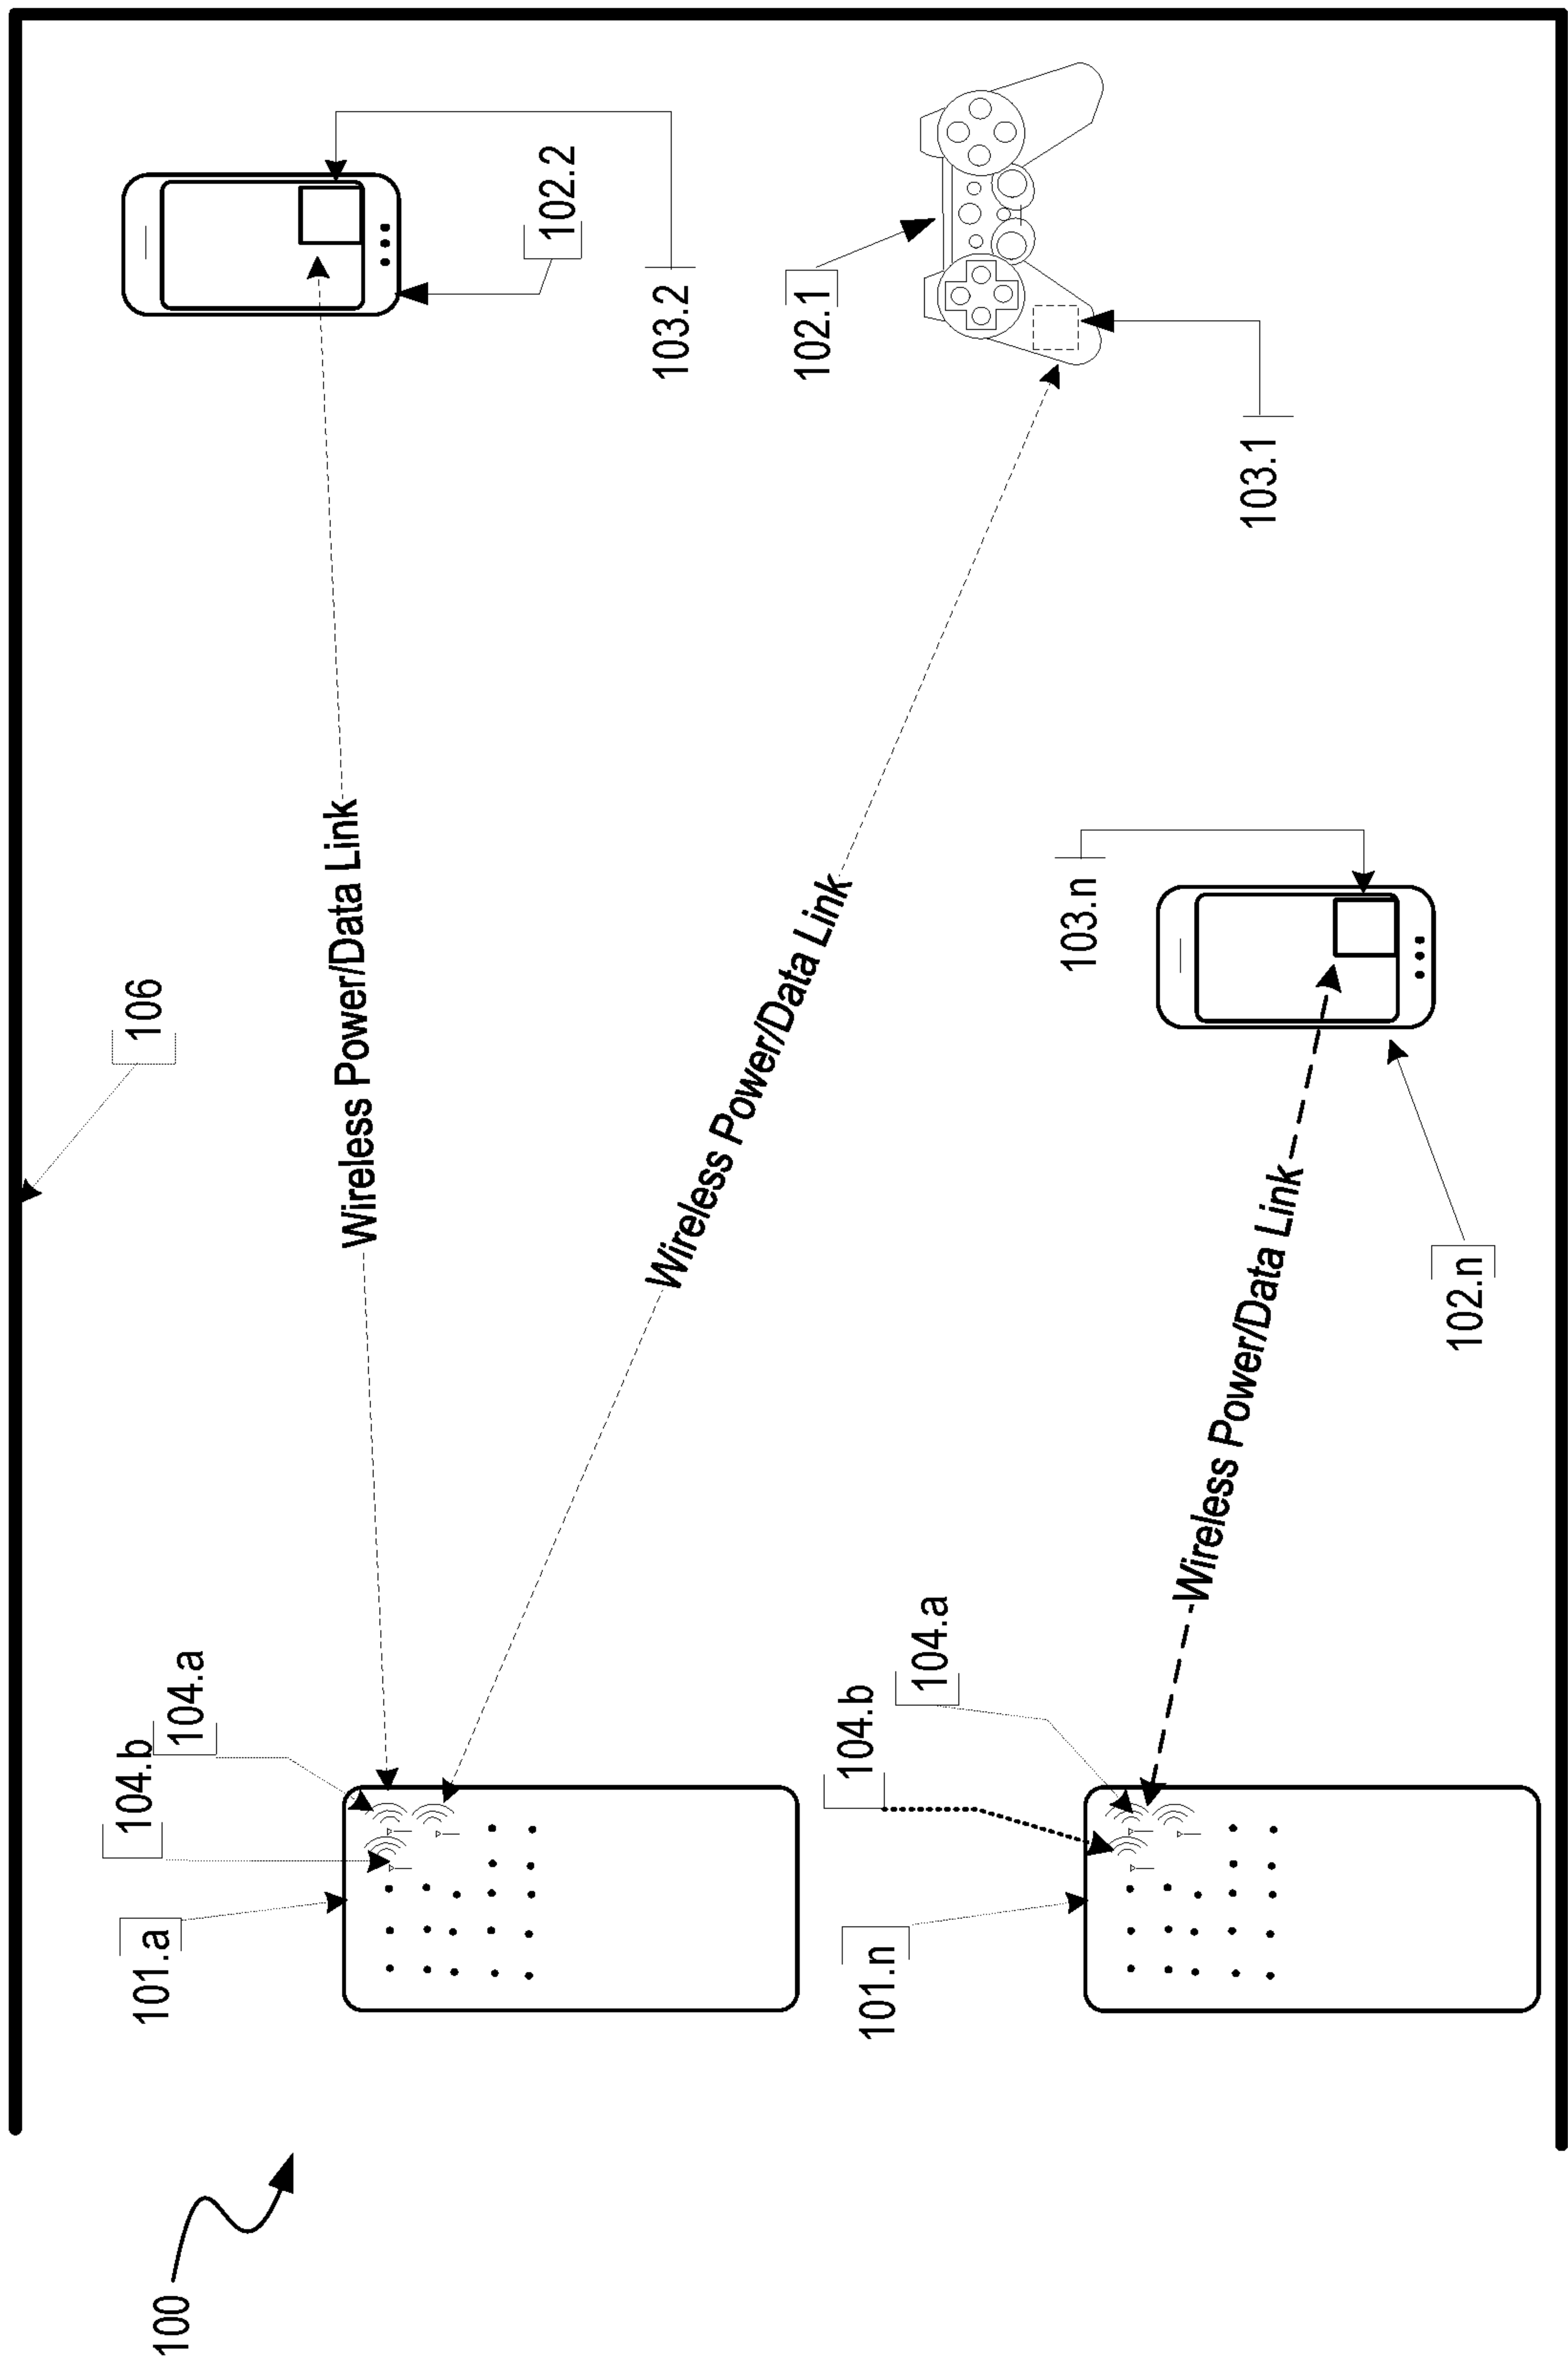 100
101.a
104.b
104.a
106
Wireless Power/Data Link
102.2
103.2
Wireless Power/Data Link
102.1
101.n
104.b
104.a
103.n
Wireless Power/Data Link
103.1
102.n